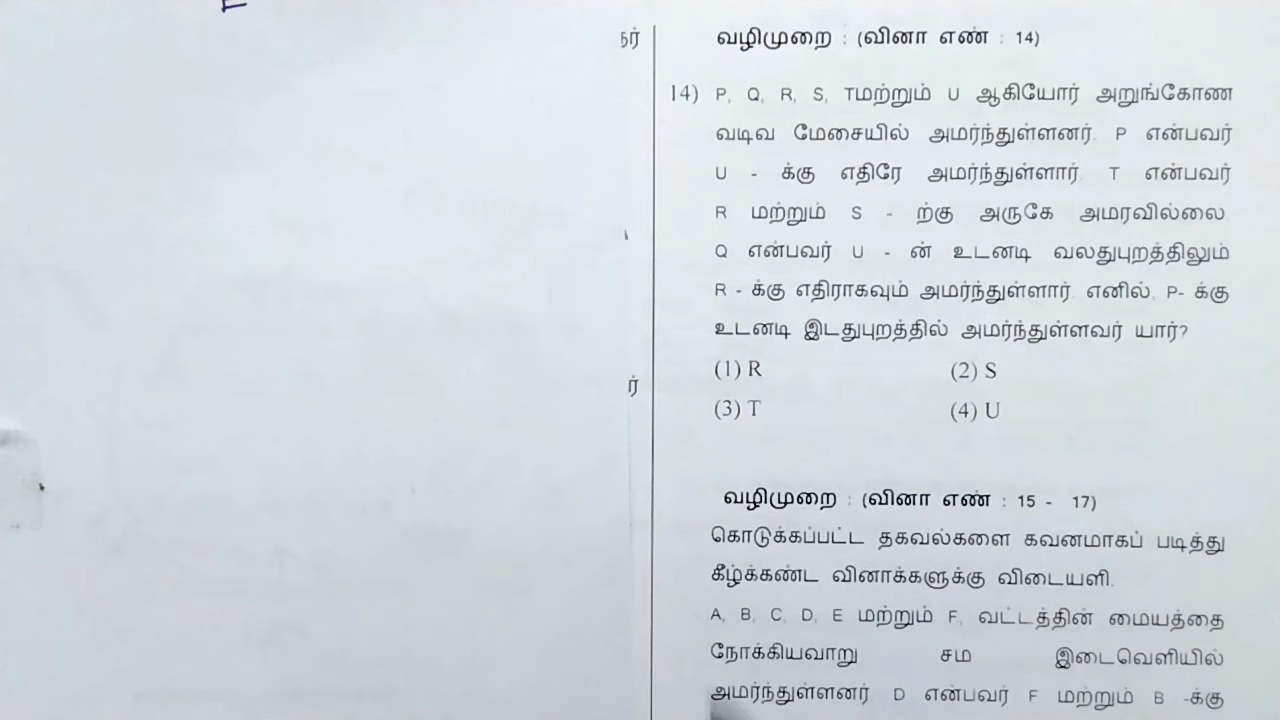 T
தர்
வழிமுறை : (வினா எண் : 14)
14) P, Q, R, S, Tமற்றும் U ஆகியோர் அறுங்கோண
வடிவ மேசையில் அமர்ந்துள்ளனர். P என்பவர்
U - க்கு எதிரே அமர்ந்துள்ளார். T என்பவர்
R மற்றும் S - ற்கு அருகே அமரவில்லை.
Q என்பவர் U - ன் உடனடி வலதுபுறத்திலும்
R - க்கு எதிராகவும் அமர்ந்துள்ளார். எனில், P- க்கு
உடனடி இடதுபுறத்தில் அமர்ந்துள்ளவர் யார்?
(1) R (2) S
ர்
(3) T (4) U
வழிமுறை : (வினா எண் : 15 - 17)
கொடுக்கப்பட்ட தகவல்களை கவனமாகப் படித்து
கீழ்க்கண்ட வினாக்களுக்கு விடையளி.
A, B, C, D, E மற்றும் F, வட்டத்தின் மையத்தை
நோக்கியவாறு சம இடைவெளியில்
அமர்ந்துள்ளனர் D என்பவர் F மற்றும் B -க்கு